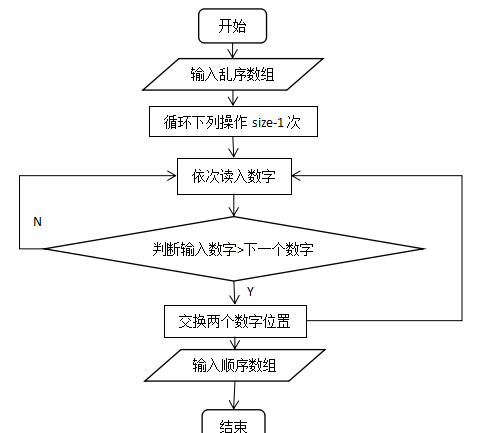 开始
输入乱序数组
循环下列操作 size-1 次
依次读入数字
N
判断输入数字>下一个数字
Y
交换两个数字位置
输入顺序数组
结束